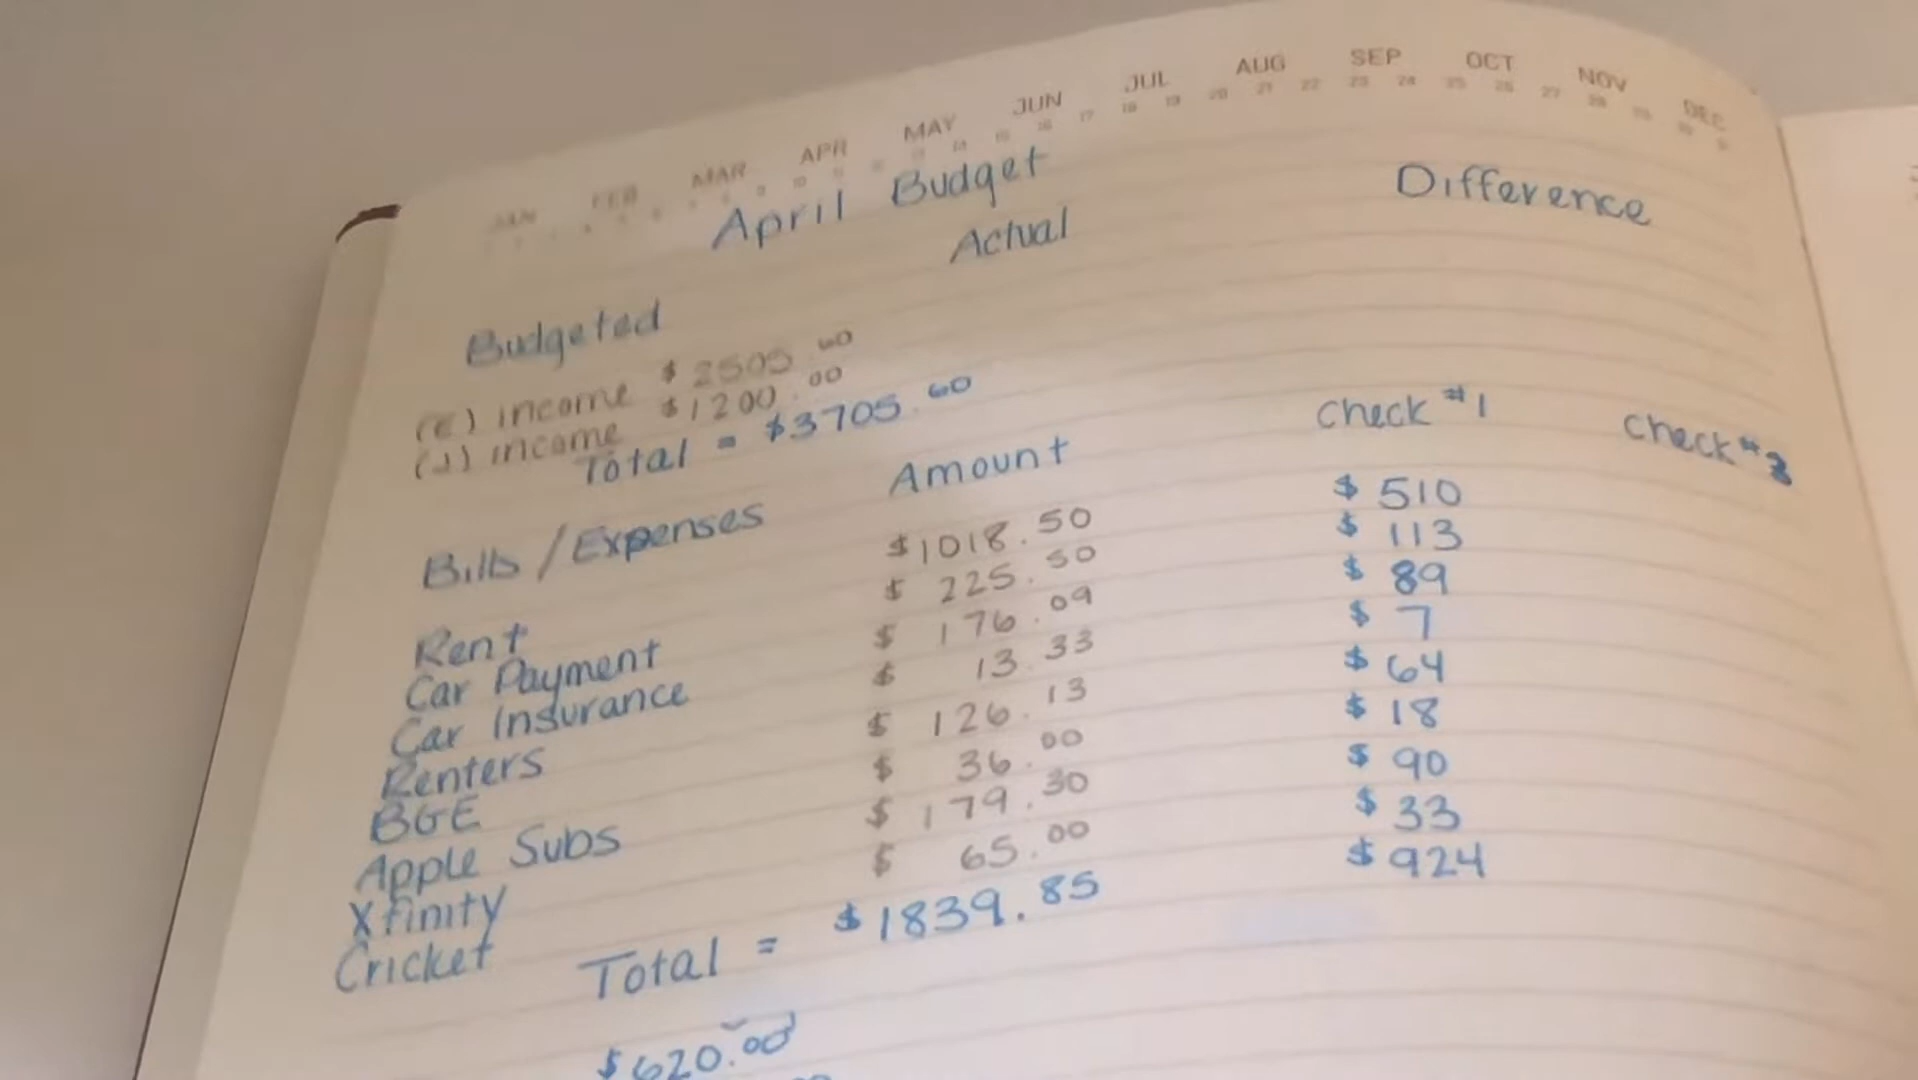 JAN FEB MAR APR MAY JUN JUL AUG SEP OCT NOV DEC
April Budget
Actual Difference
Budgeted
(E) income $2505.60
(J) income $1200.00
Total = $3705.60
Bills/Expenses Amount Check #1 Check #2
Rent $1018.50 $510
Car Payment $225.50 $113
Car Insurance $176.09 $89
Renters $13.33 $7
BGE $126.13 $64
Apple Subs $36.00 $18
Xfinity $179.30 $90
Cricket $65.00 $33
Total = $1839.85 $924
$620.00